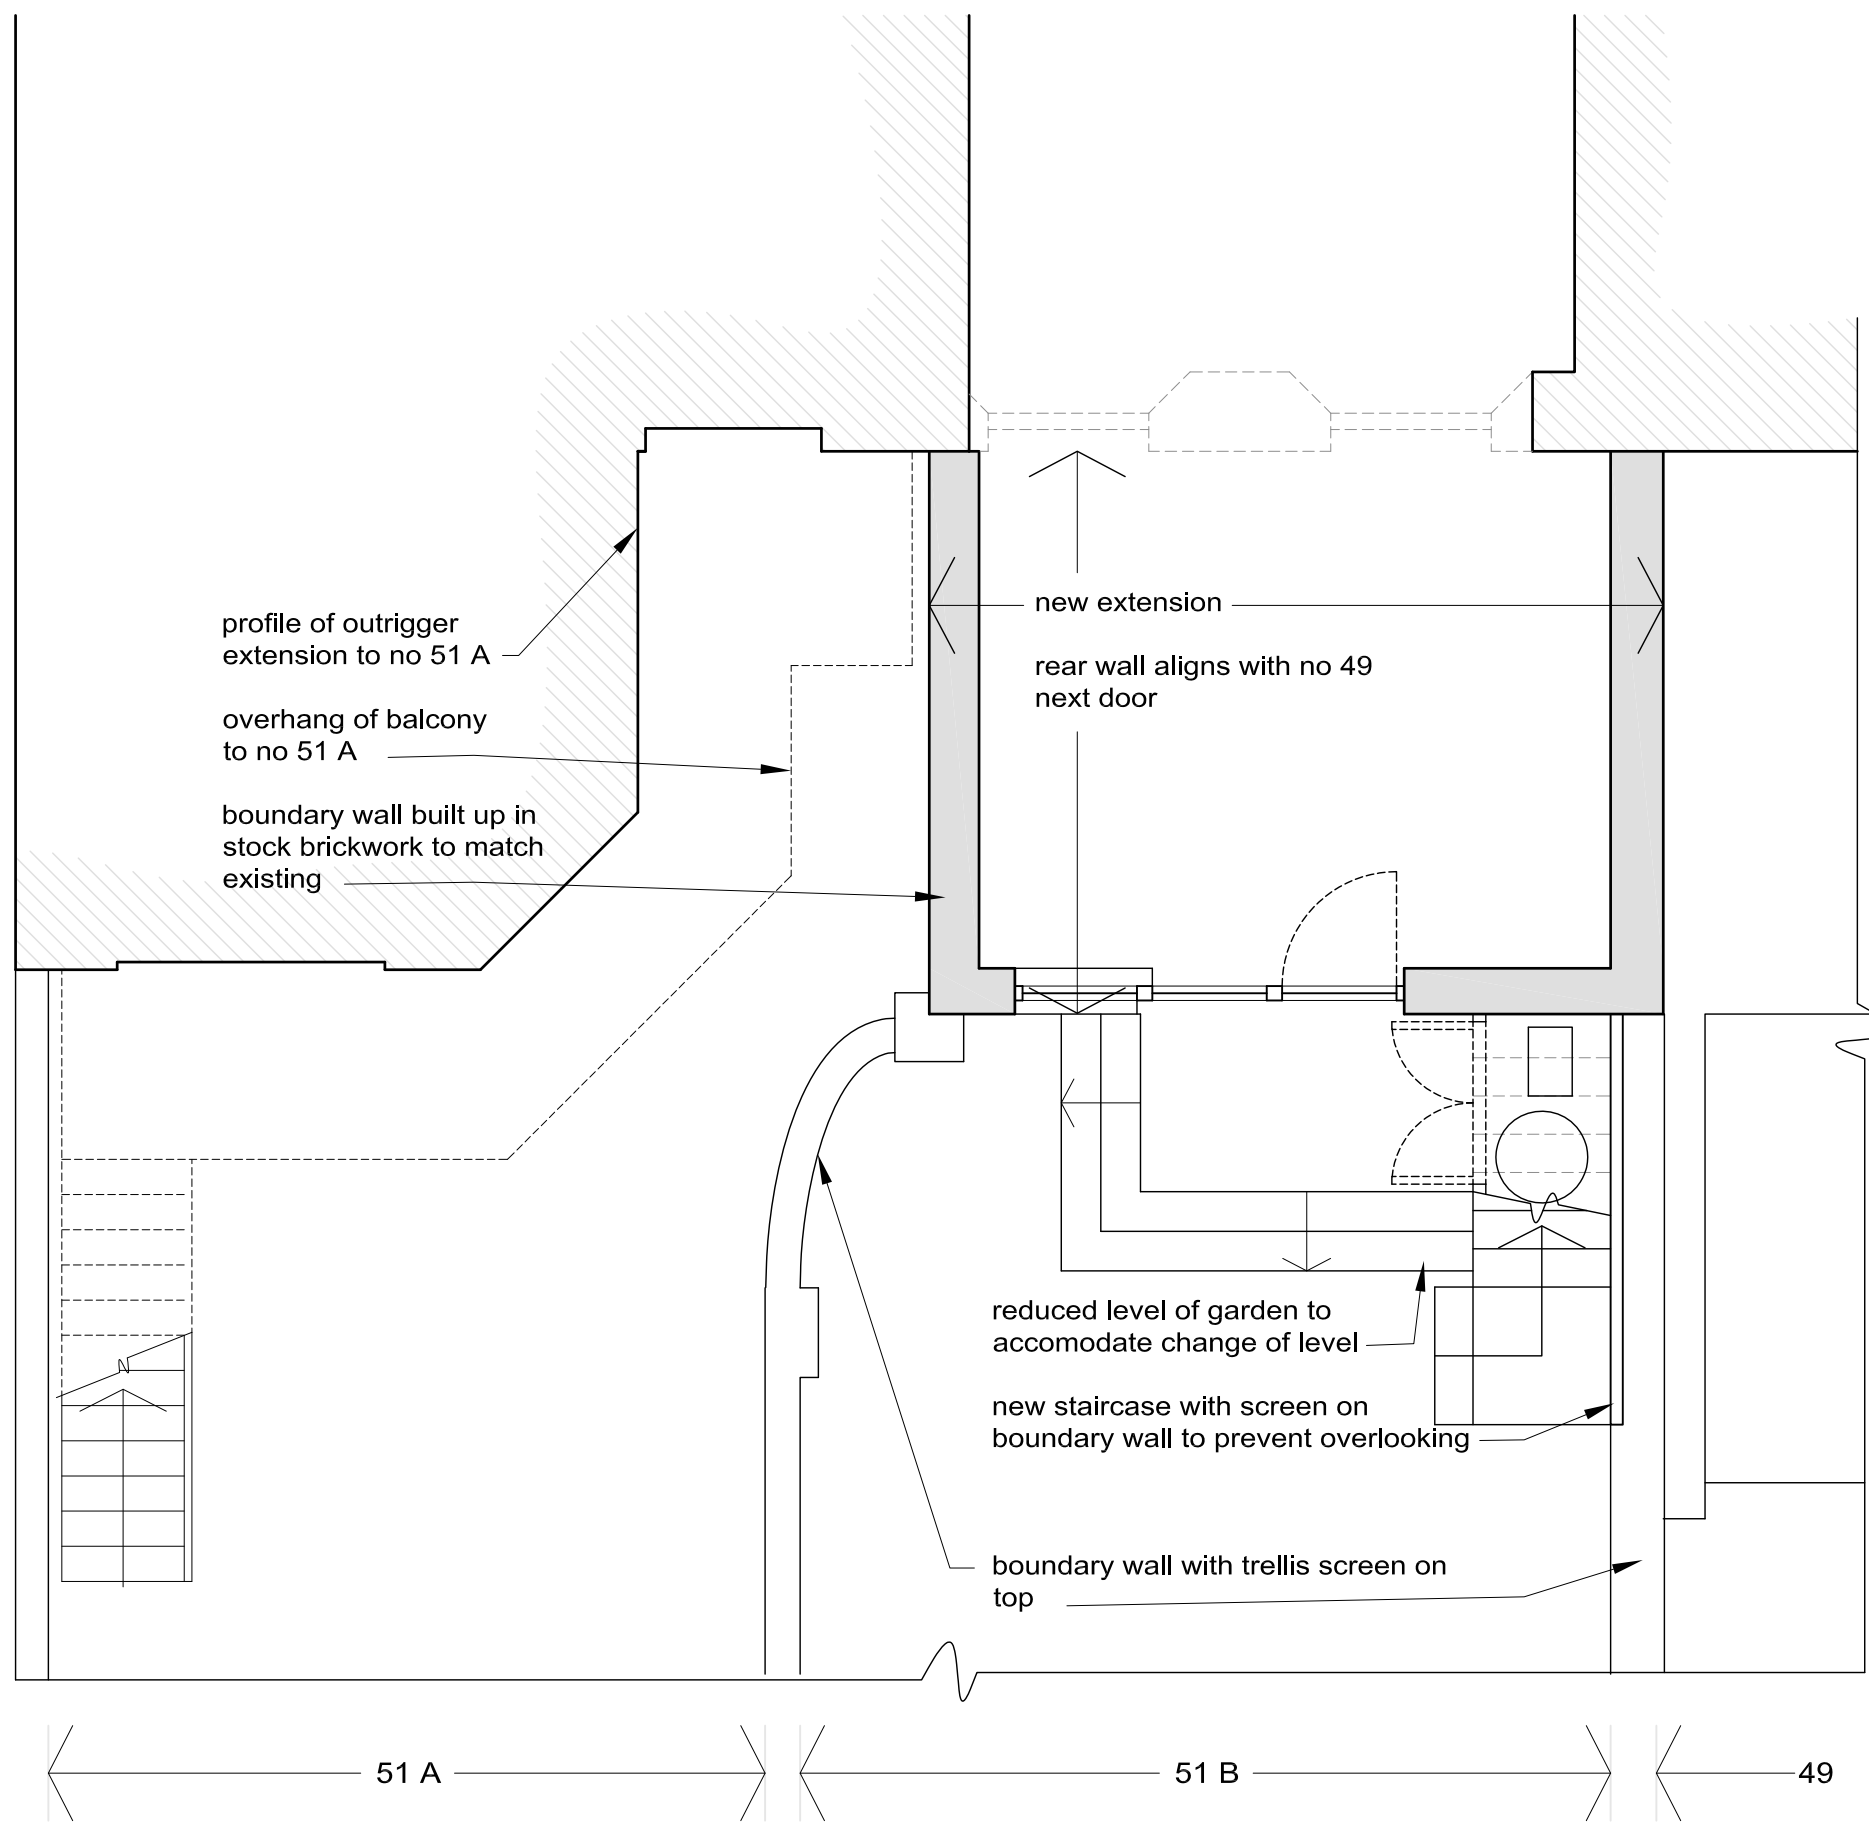 profile of outrigger
extension to no 51 A
overhang of balcony
to no 51 A
boundary wall built up in
stock brickwork to match
existing
new extension
rear wall aligns with no 49
next door
reduced level of garden to
accomodate change of level
new staircase with screen on
boundary wall to prevent overlooking
boundary wall with trellis screen on
top
51 A
51 B
49